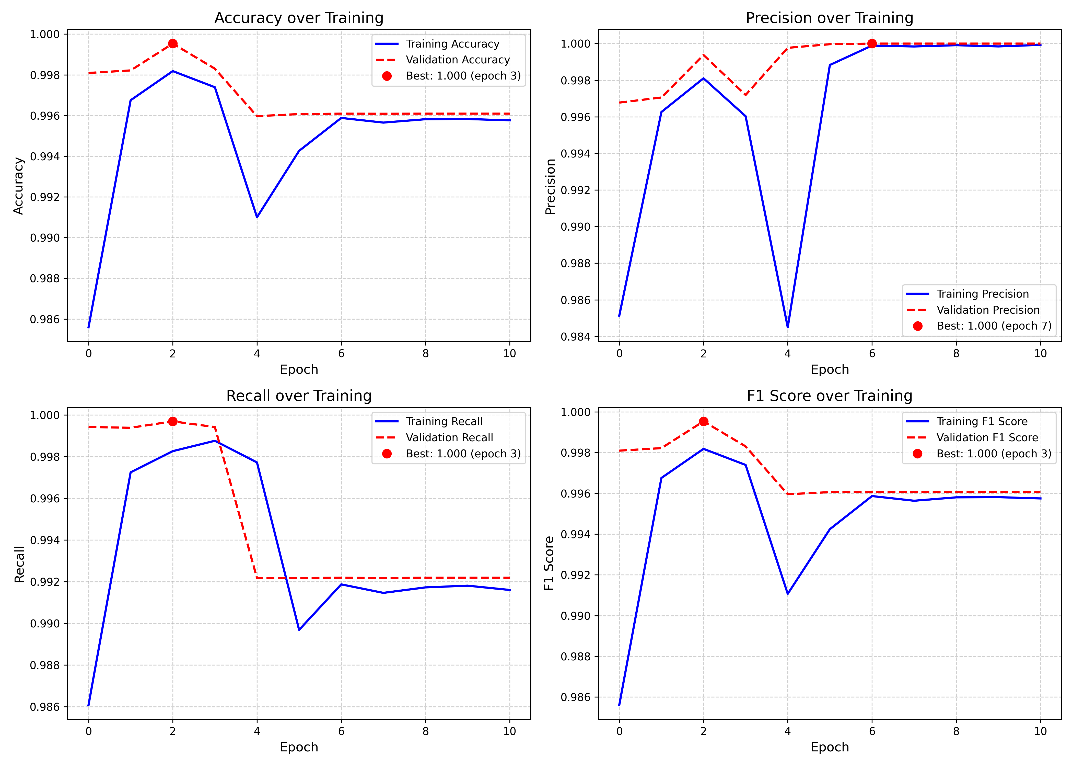 Accuracy over Training
1.000
0.998
0.996
0.994
0.992
0.990
0.988
0.986
Accuracy
Training Accuracy
Validation Accuracy
Best: 1.000 (epoch 3)
0 2 4 6 8 10
Epoch
Precision over Training
1.000
0.998
0.996
0.994
0.992
0.990
0.988
0.986
0.984
Precision
Training Precision
Validation Precision
Best: 1.000 (epoch 7)
0 2 4 6 8 10
Epoch
Recall over Training
1.000
0.998
0.996
0.994
0.992
0.990
0.988
0.986
Recall
Training Recall
Validation Recall
Best: 1.000 (epoch 3)
0 2 4 6 8 10
Epoch
F1 Score over Training
1.000
0.998
0.996
0.994
0.992
0.990
0.988
0.986
F1 Score
Training F1 Score
Validation F1 Score
Best: 1.000 (epoch 3)
0 2 4 6 8 10
Epoch